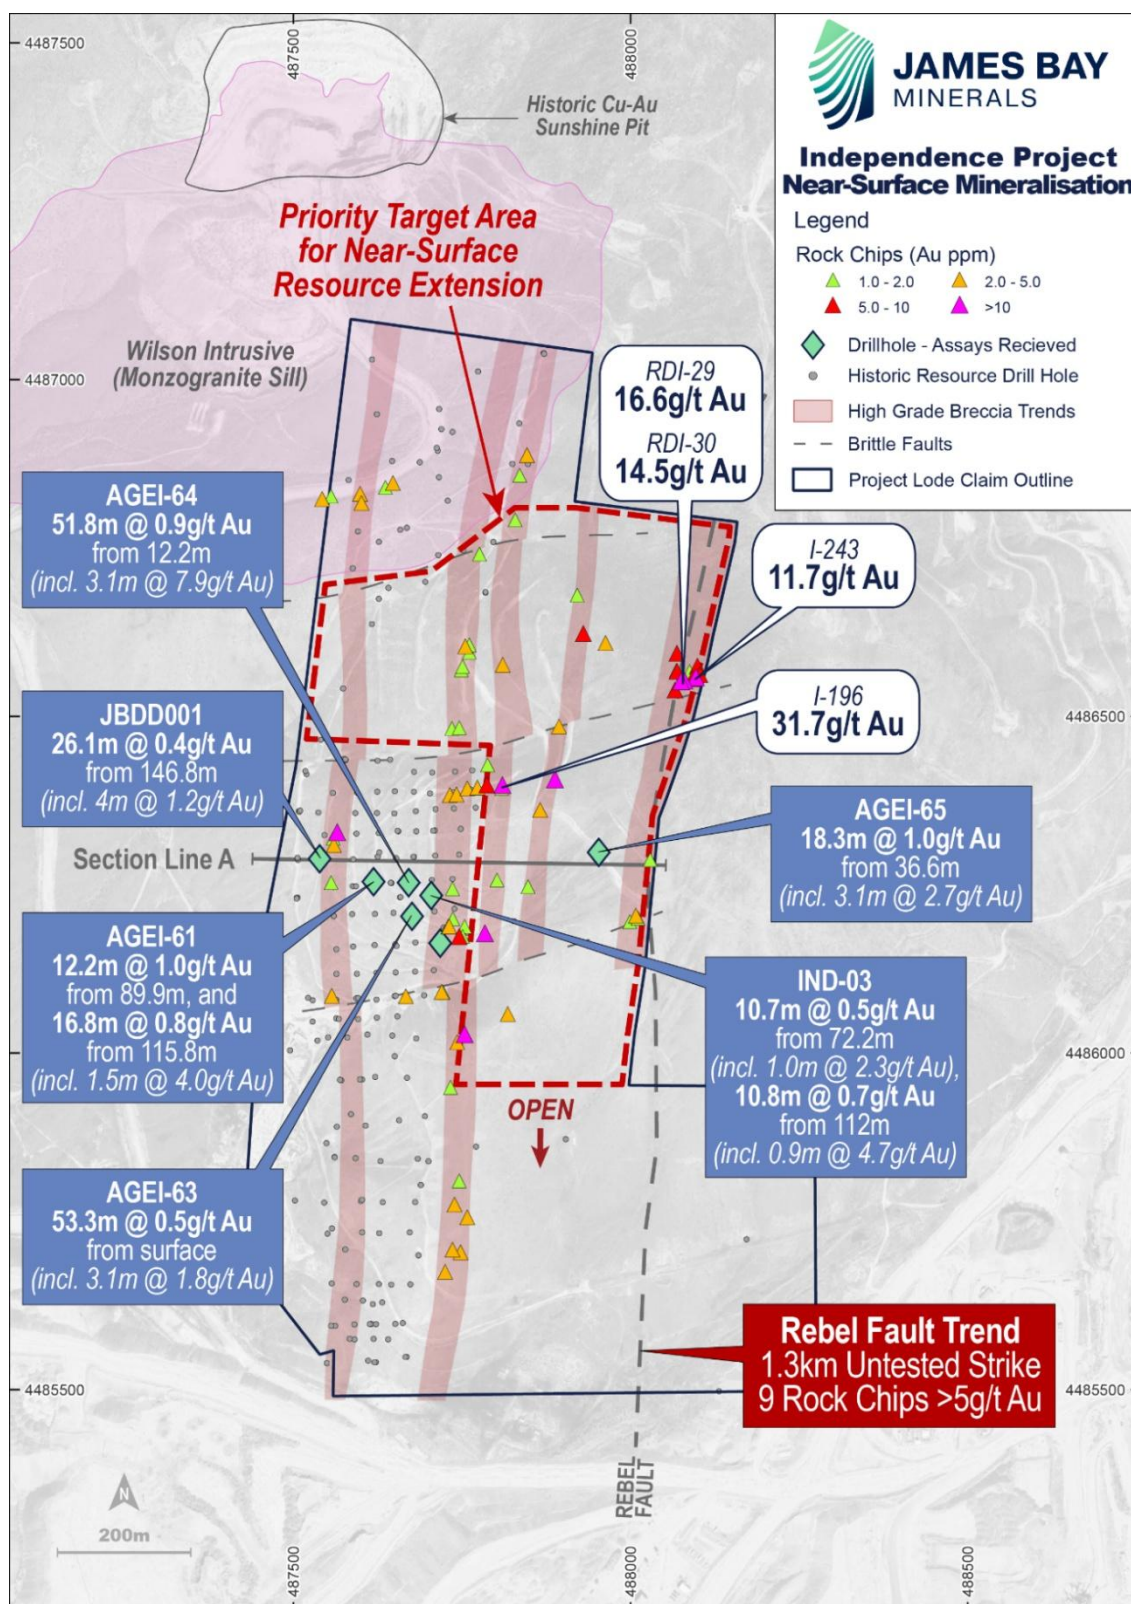 4487500
487500
488000
JAMES BAY
MINERALS
Independence Project
Near-Surface Mineralisation
Legend
Rock Chips (Au ppm)
1.0 - 2.0
2.0 - 5.0
5.0 - 10
>10
Drillhole - Assays Recieved
Historic Resource Drill Hole
High Grade Breccia Trends
Brittle Faults
Project Lode Claim Outline
Historic Cu-Au
Sunshine Pit
Priority Target Area
for Near-Surface
Resource Extension
Wilson Intrusive
(Monzogranite Sill)
4487000
RDI-29
16.6g/t Au
RDI-30
14.5g/t Au
AGEI-64
51.8m @ 0.9g/t Au
from 12.2m
(incl. 3.1m @ 7.9g/t Au)
I-243
11.7g/t Au
I-196
31.7g/t Au
4486500
JBDD001
26.1m @ 0.4g/t Au
from 146.8m
(incl. 4m @ 1.2g/t Au)
Section Line A
AGEI-65
18.3m @ 1.0g/t Au
from 36.6m
(incl. 3.1m @ 2.7g/t Au)
AGEI-61
12.2m @ 1.0g/t Au
from 89.9m, and
16.8m @ 0.8g/t Au
from 115.8m
(incl. 1.5m @ 4.0g/t Au)
IND-03
10.7m @ 0.5g/t Au
from 72.2m
(incl. 1.0m @ 2.3g/t Au),
10.8m @ 0.7g/t Au
from 112m
(incl. 0.9m @ 4.7g/t Au)
4486000
OPEN
AGEI-63
53.3m @ 0.5g/t Au
from surface
(incl. 3.1m @ 1.8g/t Au)
Rebel Fault Trend
1.3km Untested Strike
9 Rock Chips >5g/t Au
4485500
4485500
REBEL
FAULT
N
200m
487500
488000
488500